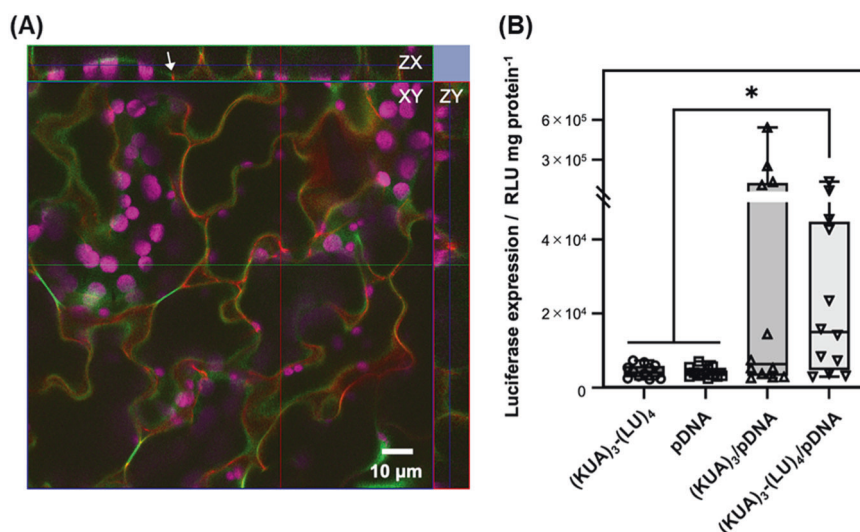 (A)
ZX
XY
ZY
10 µm
(B)
*
Luciferase expression / RLU mg protein⁻¹
6 × 10⁵
3 × 10⁵
4 × 10⁴
2 × 10⁴
0
(KUA)₃-(LU)₄
pDNA
(KUA)₃/pDNA
(KUA)₃-(LU)₄/pDNA